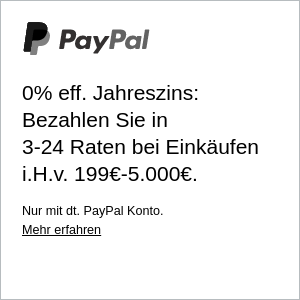 PayPal
0% eff. Jahreszins:
Bezahlen Sie in
3-24 Raten bei Einkäufen
i.H.v. 199€-5.000€.
Nur mit dt. PayPal Konto.
Mehr erfahren